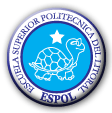 ESCUELA SUPERIOR POLITECNICA DEL LITORAL
ESPOL